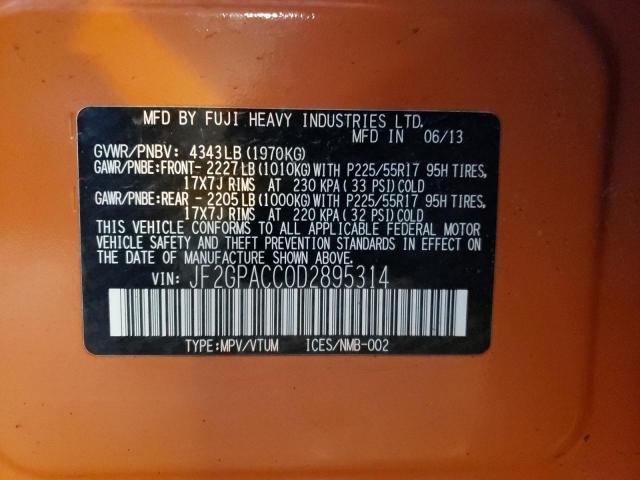 MFD BY FUJI HEAVY INDUSTRIES LTD.
MFD IN 06/13
GVWR/PNBV: 4343LB(1970KG)
GAWR/PNBE:FRONT- 2227LB(1010KG)WITH P225/55R17 95H TIRES,
17X7J RIMS AT 230 KPA(33 PSI)COLD
GAWR/PNBE:REAR - 2205LB(1000KG)WITH P225/55R17 95H TIRES,
17X7J RIMS AT 220 KPA(32 PSI)COLD
THIS VEHICLE CONFORMS TO ALL APPLICABLE FEDERAL MOTOR
VEHICLE SAFETY AND THEFT PREVENTION STANDARDS IN EFFECT ON
THE DATE OF MANUFACTURE SHOWN ABOVE.
VIN: JF2GPACC0D2895314
TYPE:MPV/VTUM ICES/NMB-002